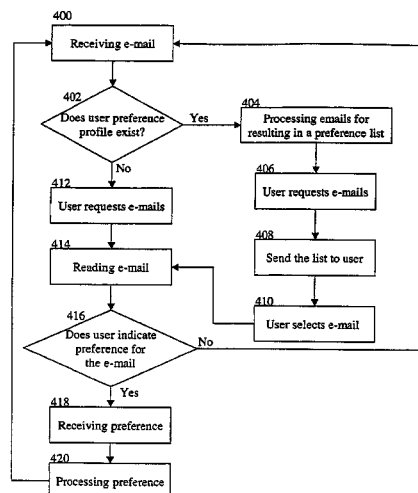 400
Receiving e-mail
402
Does user preference
profile exist?
Yes
404
Processing emails for
resulting in a preference list
No
406
User requests e-mails
412
User requests e-mails
408
Send the list to user
414
Reading e-mail
410
User selects e-mail
416
Does user indicate
preference for
the e-mail
No
Yes
418
Receiving preference
420
Processing preference